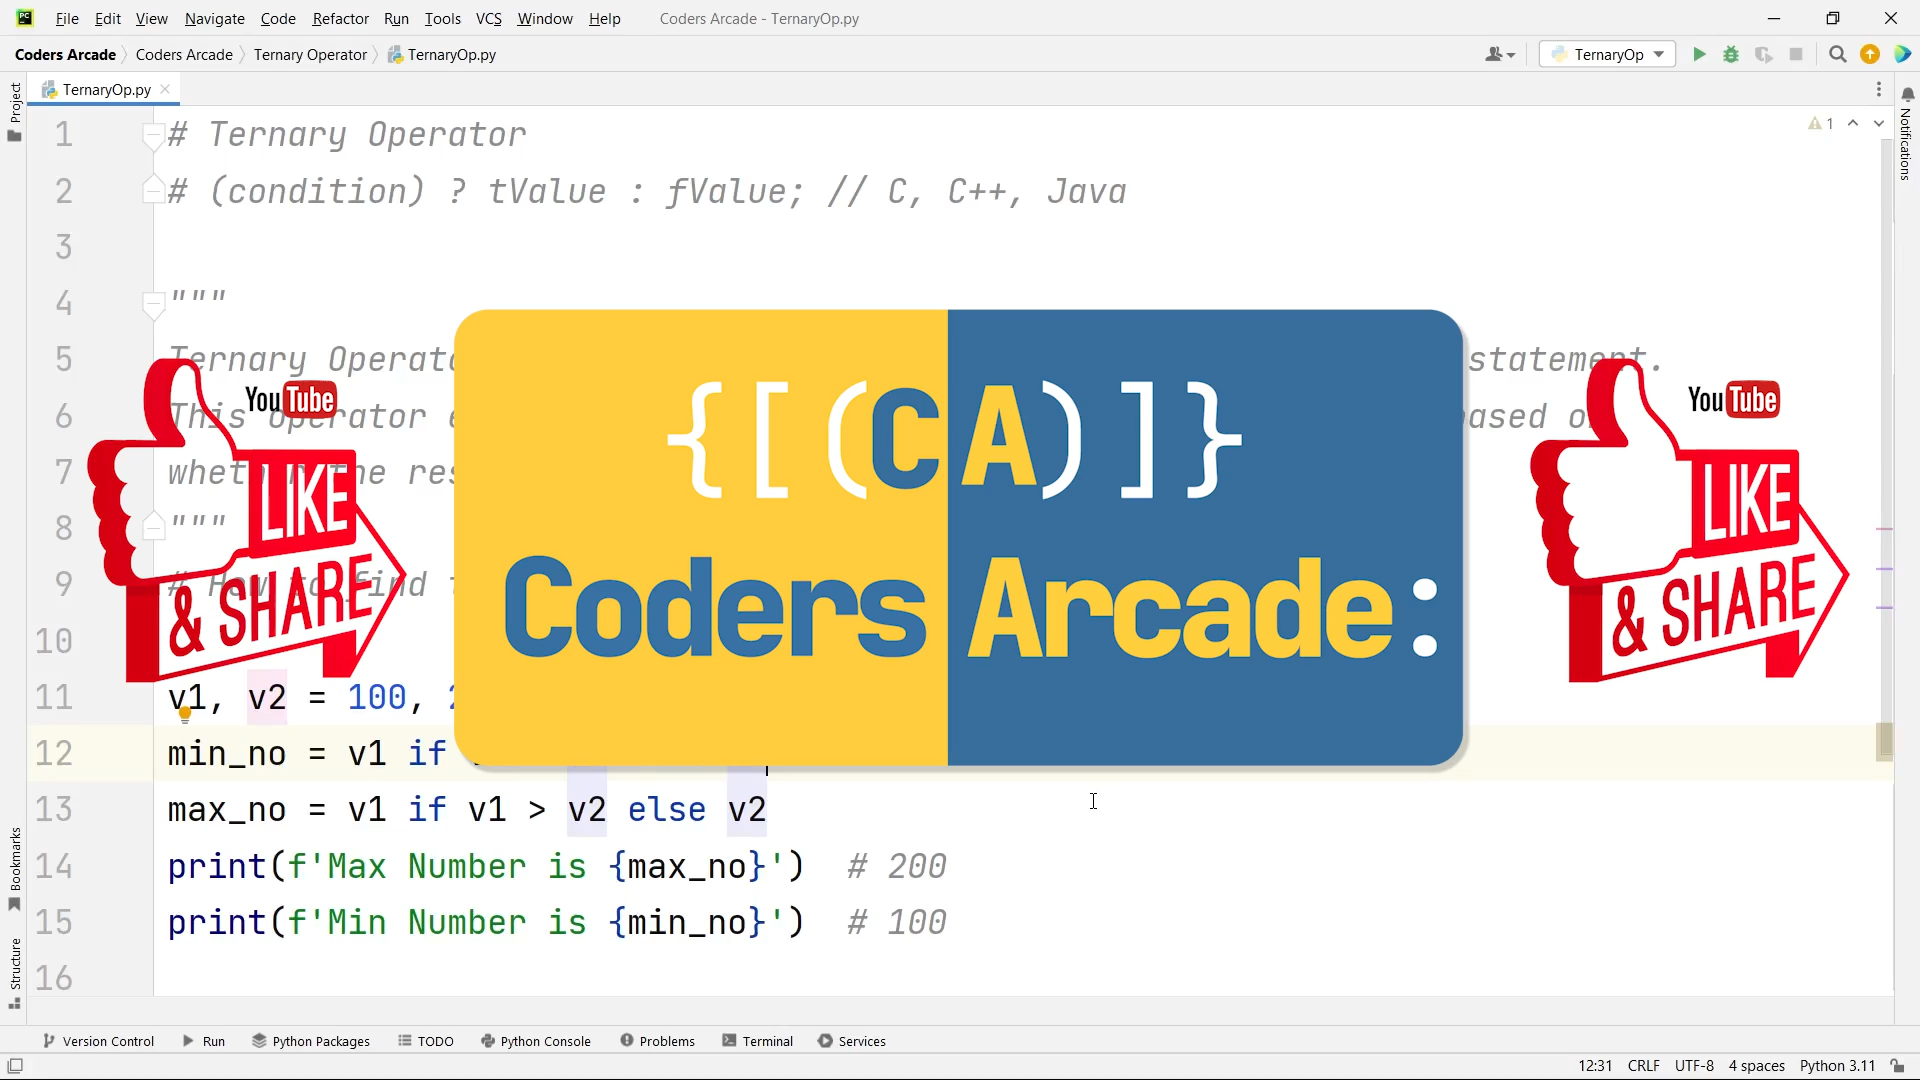 File Edit View Navigate Code Refactor Run Tools VCS Window Help Coders Arcade - TernaryOp.py
Coders Arcade Coders Arcade Ternary Operator TernaryOp.py TernaryOp
TernaryOp.py
Project
Notifications
1
1 # Ternary Operator
2 # (condition) ? tValue : fValue; // C, C++, Java
3
4 """
5 Ternary statement.
6 This operator
7 the
8 """
9 # How to find
10
11 v1, v2 = 100,
12 min_no = v1 if
13 max_no = v1 if v1 > v2 else v2
14 print(f'Max Number is {max_no}') # 200
15 print(f'Min Number is {min_no}') # 100
16
YouTube
LIKE
& SHARE
{[(CA)]}
Coders Arcade:
YouTube
LIKE
& SHARE
Bookmarks
Structure
Version Control Run Python Packages TODO Python Console Problems Terminal Services
12:31 CRLF UTF-8 4 spaces Python 3.11